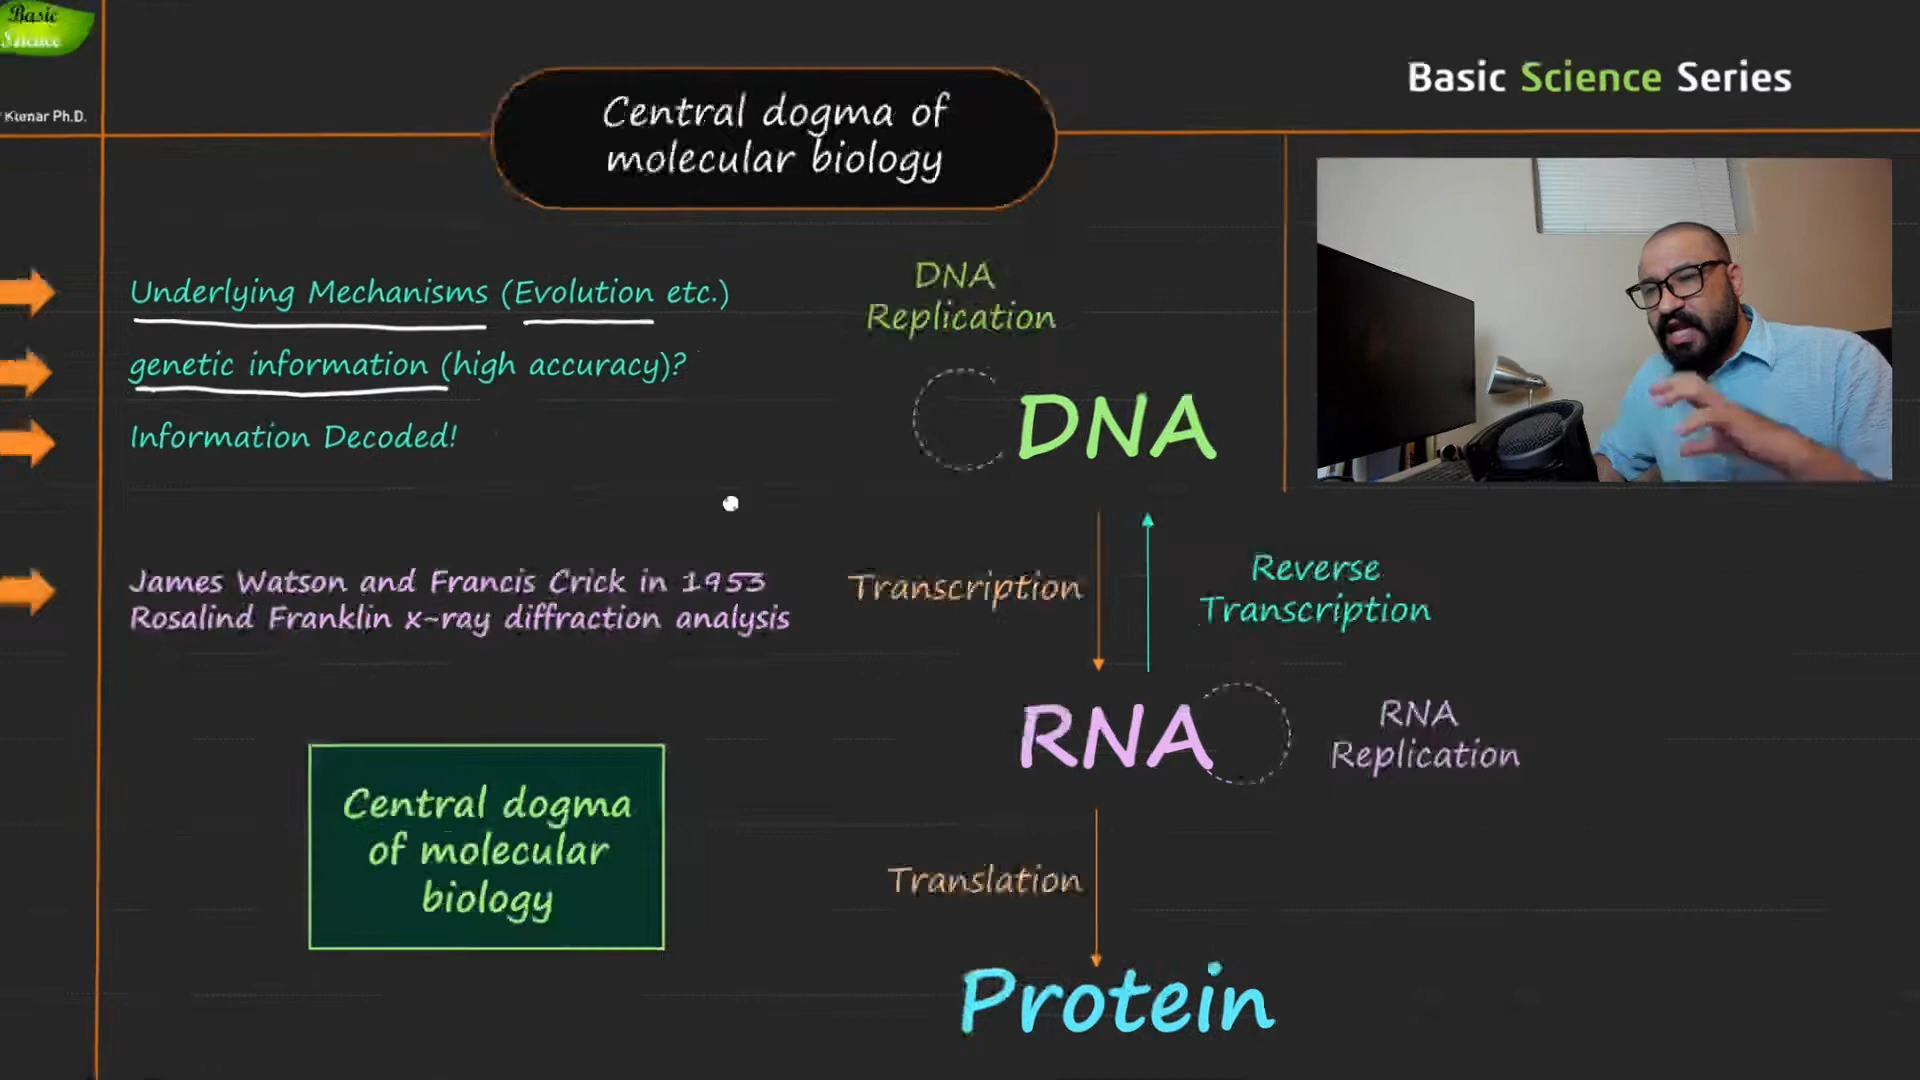 Basic
Science
Kumar Ph.D.
Central dogma of
molecular biology
Basic Science Series
Underlying Mechanisms (Evolution etc.)
genetic information (high accuracy)?
Information Decoded!
James Watson and Francis Crick in 1953
Rosalind Franklin x-ray diffraction analysis
Central dogma
of molecular
biology
DNA
Replication
DNA
Transcription
Reverse
Transcription
RNA
RNA
Replication
Translation
Protein